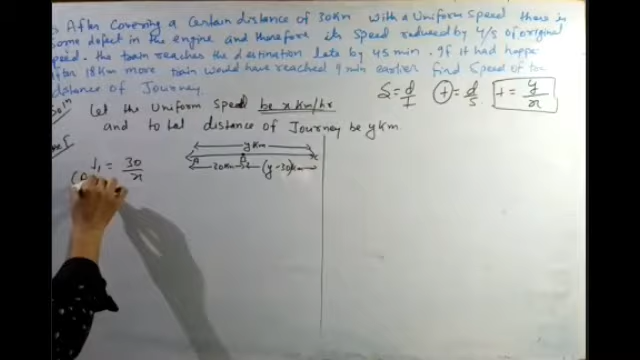 After Covering a Certain distance of 30Km with a Uniform Speed there is
some defect in the engine and therefore its Speed reduced by 4/5 of original
speed. the train reaches the destination late by 45 min. If it had happe
after 18Km more train would have reached 9 min earlier find Speed of
distance of Journey.
S = d/T t = d/S t = y/x
Let the Uniform Speed be x km/hr
and total distance of Journey be y km.
y km
A B
30Km (y-30)km
t₁ = 30/x